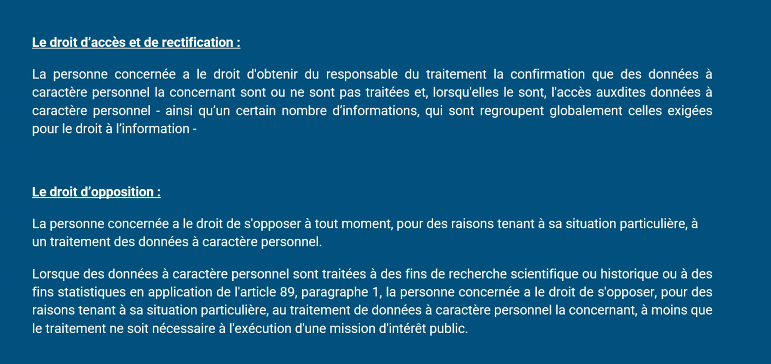 Le droit d’accès et de rectification :
La personne concernée a le droit d'obtenir du responsable du traitement la confirmation que des données à
caractère personnel la concernant sont ou ne sont pas traitées et, lorsqu'elles le sont, l'accès auxdites données à
caractère personnel - ainsi qu’un certain nombre d’informations, qui sont regroupent globalement celles exigées
pour le droit à l’information -
Le droit d’opposition :
La personne concernée a le droit de s'opposer à tout moment, pour des raisons tenant à sa situation particulière, à
un traitement des données à caractère personnel.
Lorsque des données à caractère personnel sont traitées à des fins de recherche scientifique ou historique ou à des
fins statistiques en application de l'article 89, paragraphe 1, la personne concernée a le droit de s'opposer, pour des
raisons tenant à sa situation particulière, au traitement de données à caractère personnel la concernant, à moins que
le traitement ne soit nécessaire à l'exécution d'une mission d'intérêt public.